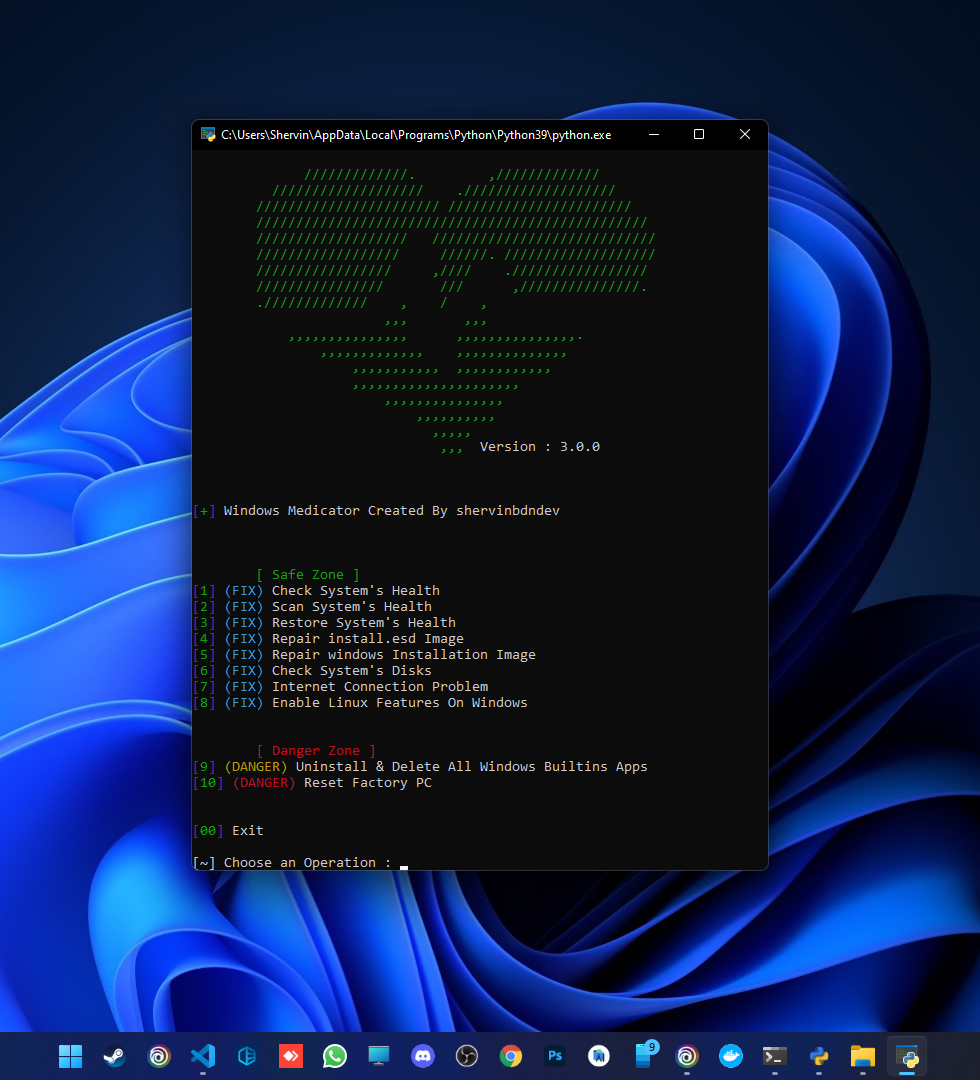 C:\Users\Shervin\AppData\Local\Programs\Python\Python39\python.exe
Version : 3.0.0
[+] Windows Medicator Created By shervinbdndev
[ Safe Zone ]
[1] (FIX) Check System's Health
[2] (FIX) Scan System's Health
[3] (FIX) Restore System's Health
[4] (FIX) Repair install.esd Image
[5] (FIX) Repair windows Installation Image
[6] (FIX) Check System's Disks
[7] (FIX) Internet Connection Problem
[8] (FIX) Enable Linux Features On Windows
[ Danger Zone ]
[9] (DANGER) Uninstall & Delete All Windows Builtins Apps
[10] (DANGER) Reset Factory PC
[00] Exit
[~] Choose an Operation :
Ps
9